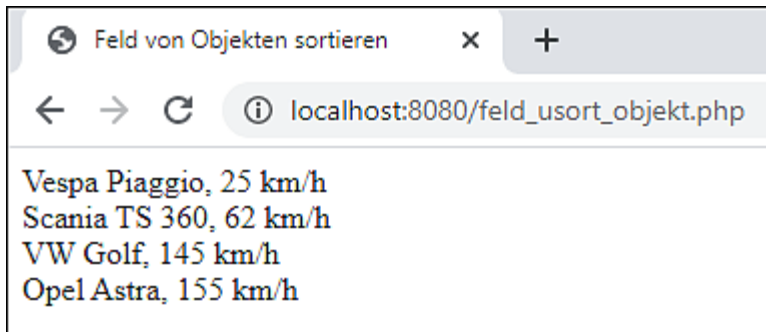 Feld von Objekten sortieren
localhost:8080/feld_usort_objekt.php
Vespa Piaggio, 25 km/h
Scania TS 360, 62 km/h
VW Golf, 145 km/h
Opel Astra, 155 km/h